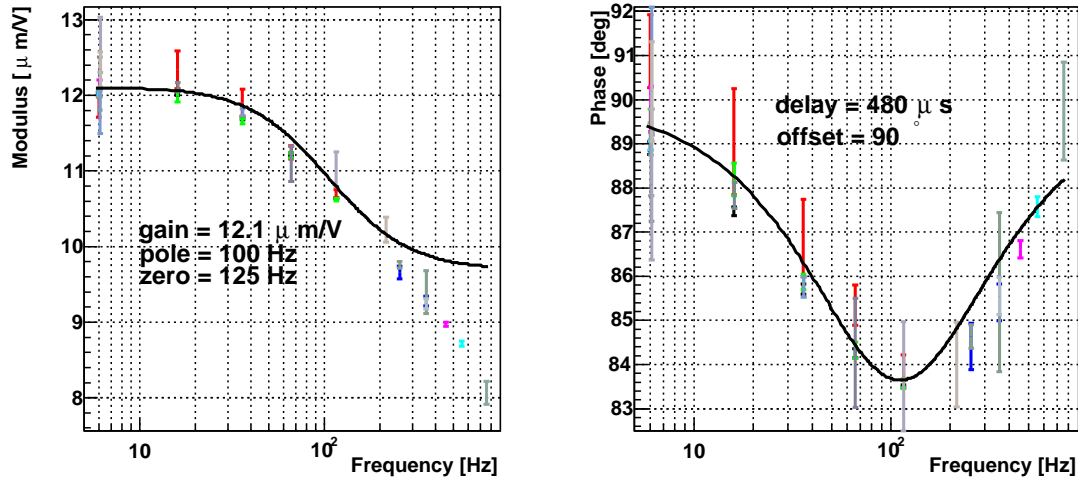 Modulus [ μ m/V]
13
12
11
10
9
8
gain = 12.1 μ m/V
pole = 100 Hz
zero = 125 Hz
10
10²
Frequency [Hz]
Phase [deg]
92
91
90
89
88
87
86
85
84
83
delay = 480 μ s
offset = 90°
10
10²
Frequency [Hz]